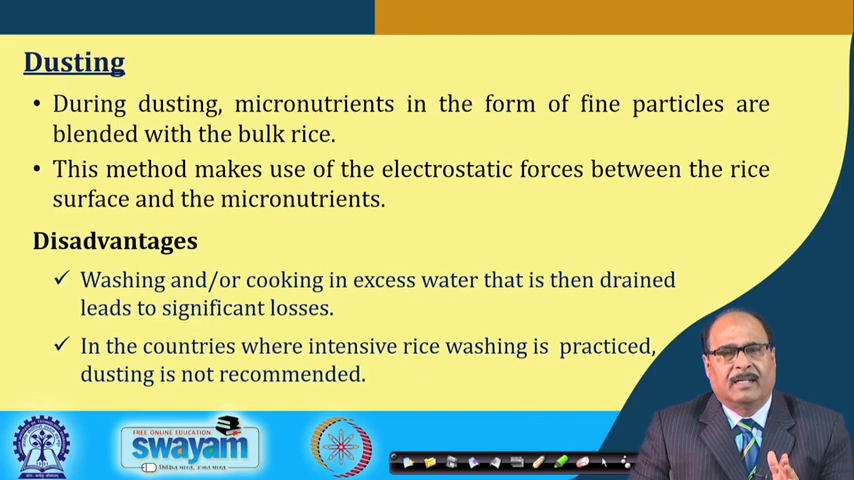 Dusting
• During dusting, micronutrients in the form of fine particles are
blended with the bulk rice.
• This method makes use of the electrostatic forces between the rice
surface and the micronutrients.
Disadvantages
✓ Washing and/or cooking in excess water that is then drained
leads to significant losses.
✓ In the countries where intensive rice washing is practiced,
dusting is not recommended.
FREE ONLINE EDUCATION
swayam